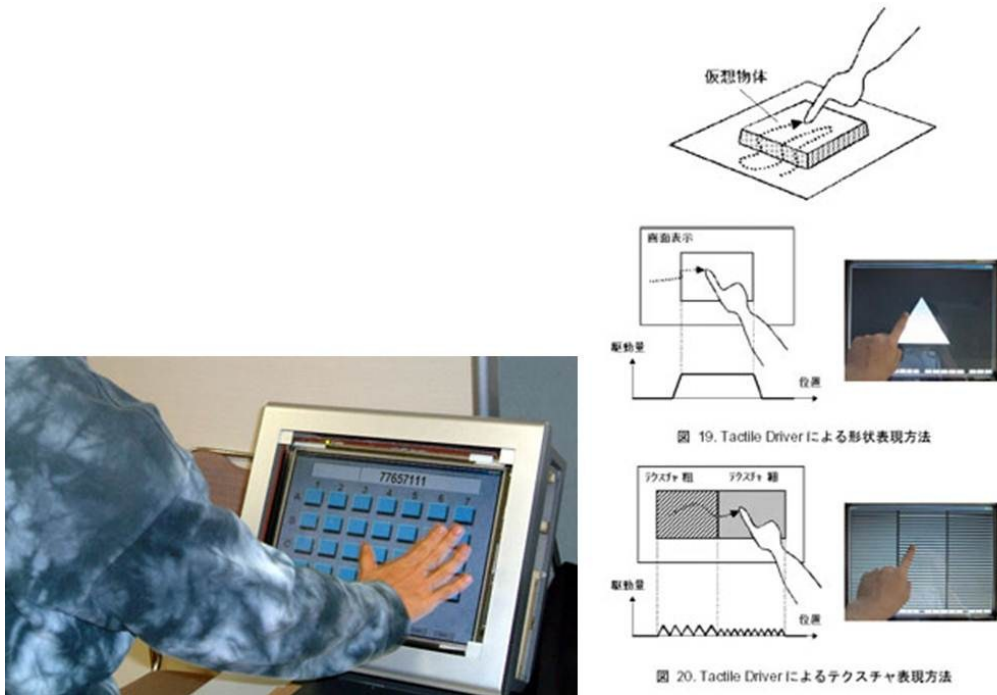 77657111
1 2 3 4 5 6 7
A
B
C
仮想物体
画面表示
駆動量
位置
図 19. Tactile Driver による形状表現方法
テクスチャ 粗
テクスチャ 細
駆動量
位置
図 20. Tactile Driver によるテクスチャ表現方法